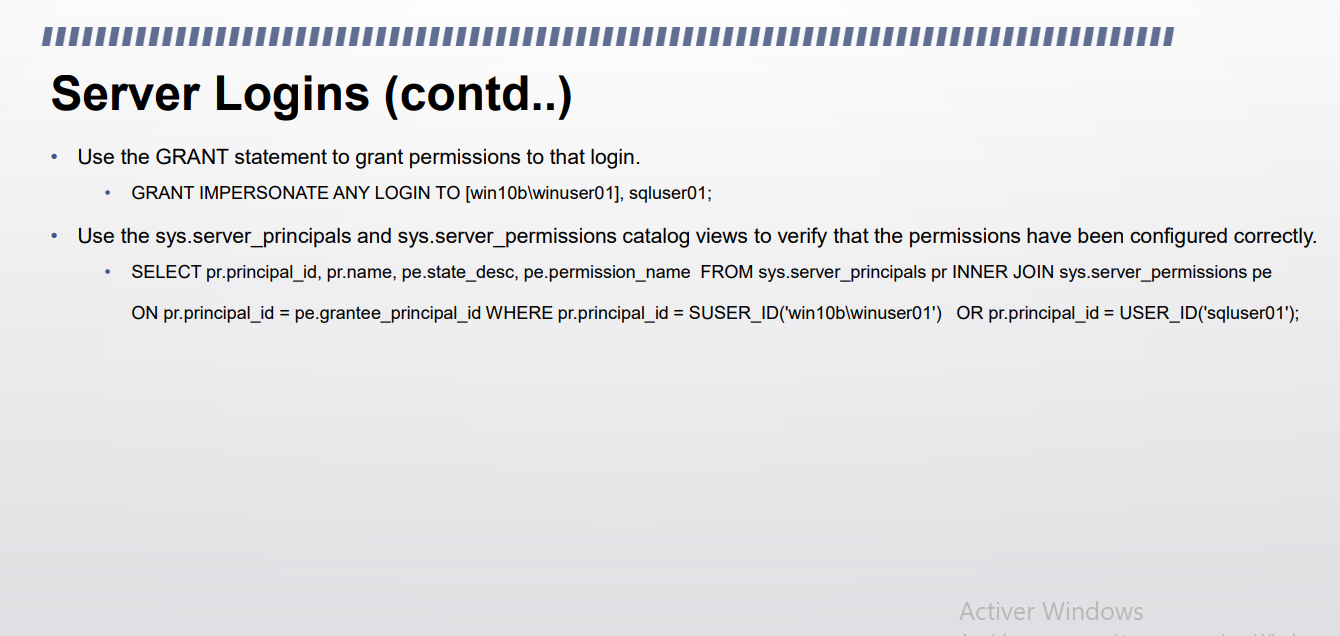 Server Logins (contd..)
• Use the GRANT statement to grant permissions to that login.
• GRANT IMPERSONATE ANY LOGIN TO [win10b\winuser01], sqluser01;
• Use the sys.server_principals and sys.server_permissions catalog views to verify that the permissions have been configured correctly.
• SELECT pr.principal_id, pr.name, pe.state_desc, pe.permission_name  FROM sys.server_principals pr INNER JOIN sys.server_permissions pe
ON pr.principal_id = pe.grantee_principal_id WHERE pr.principal_id = SUSER_ID('win10b\winuser01')   OR pr.principal_id = USER_ID('sqluser01');
Activer Windows